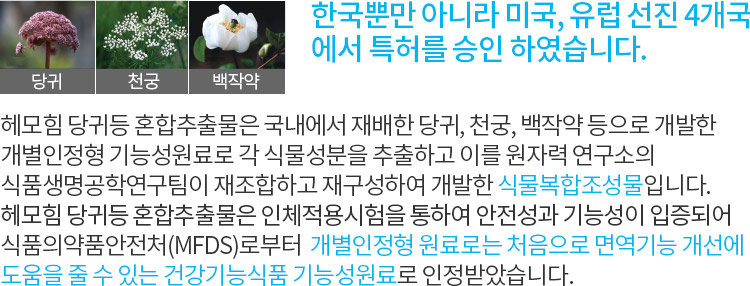 한국뿐만 아니라 미국, 유럽 선진 4개국
에서 특허를 승인 하였습니다.
당귀
천궁
백작약
헤모힘 당귀등 혼합추출물은 국내에서 재배한 당귀, 천궁, 백작약 등으로 개발한
개별인정형 기능성원료로 각 식물성분을 추출하고 이를 원자력 연구소의
식품생명공학연구팀이 재조합하고 재구성하여 개발한 식물복합조성물입니다.
헤모힘 당귀등 혼합추출물은 인체적용시험을 통하여 안전성과 기능성이 입증되어
식품의약품안전처(MFDS)로부터 개별인정형 원료로는 처음으로 면역기능 개선에
도움을 줄 수 있는 건강기능식품 기능성원료로 인정받았습니다.